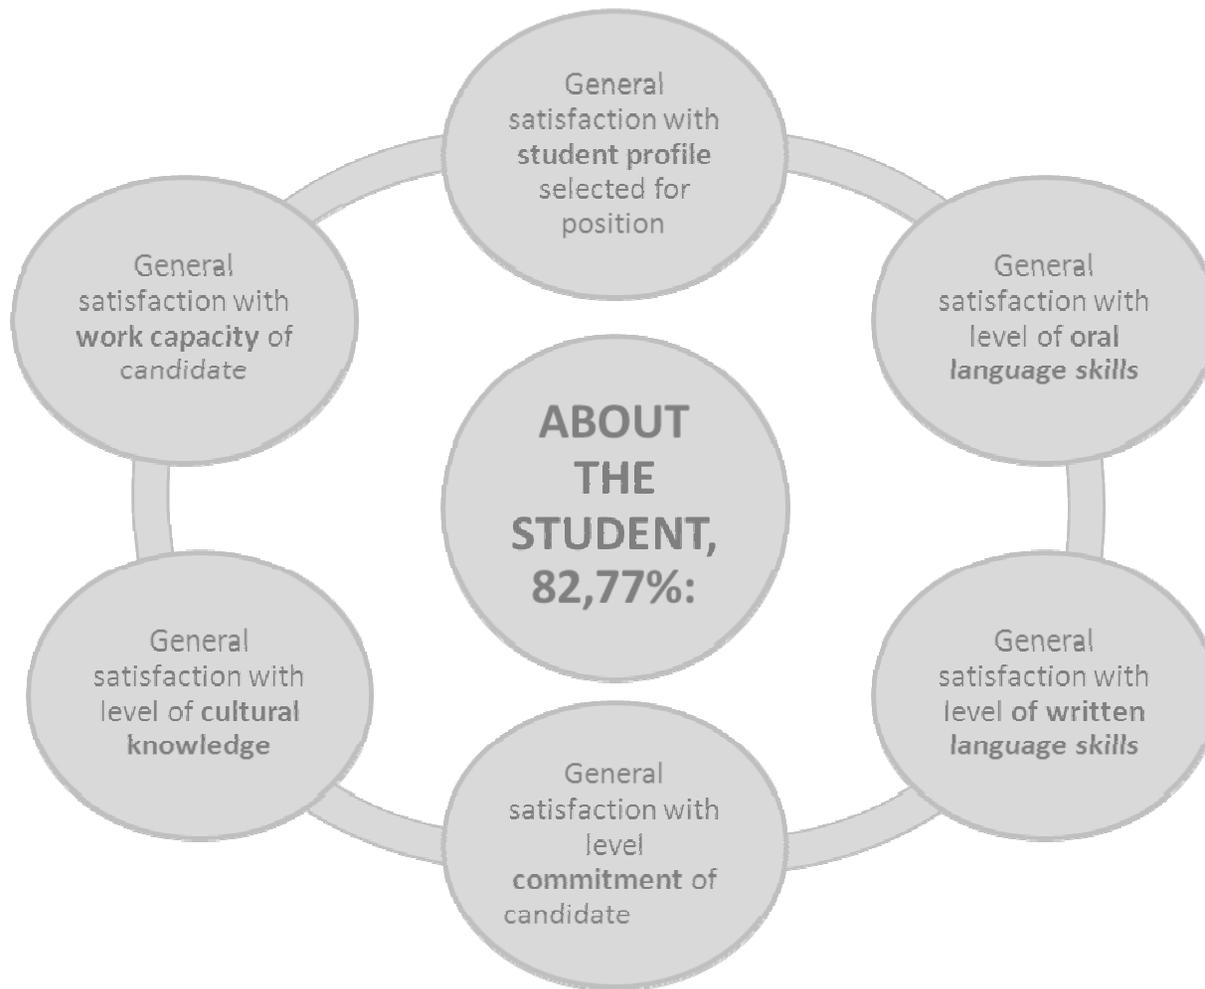 General
satisfaction with
student profile
selected for
position
General
satisfaction with
level of oral
language skills
General
satisfaction with
level of written
language skills
General
satisfaction with
level
commitment of
candidate
General
satisfaction with
level of cultural
knowledge
General
satisfaction with
work capacity of
candidate
ABOUT
THE
STUDENT,
82,77%: